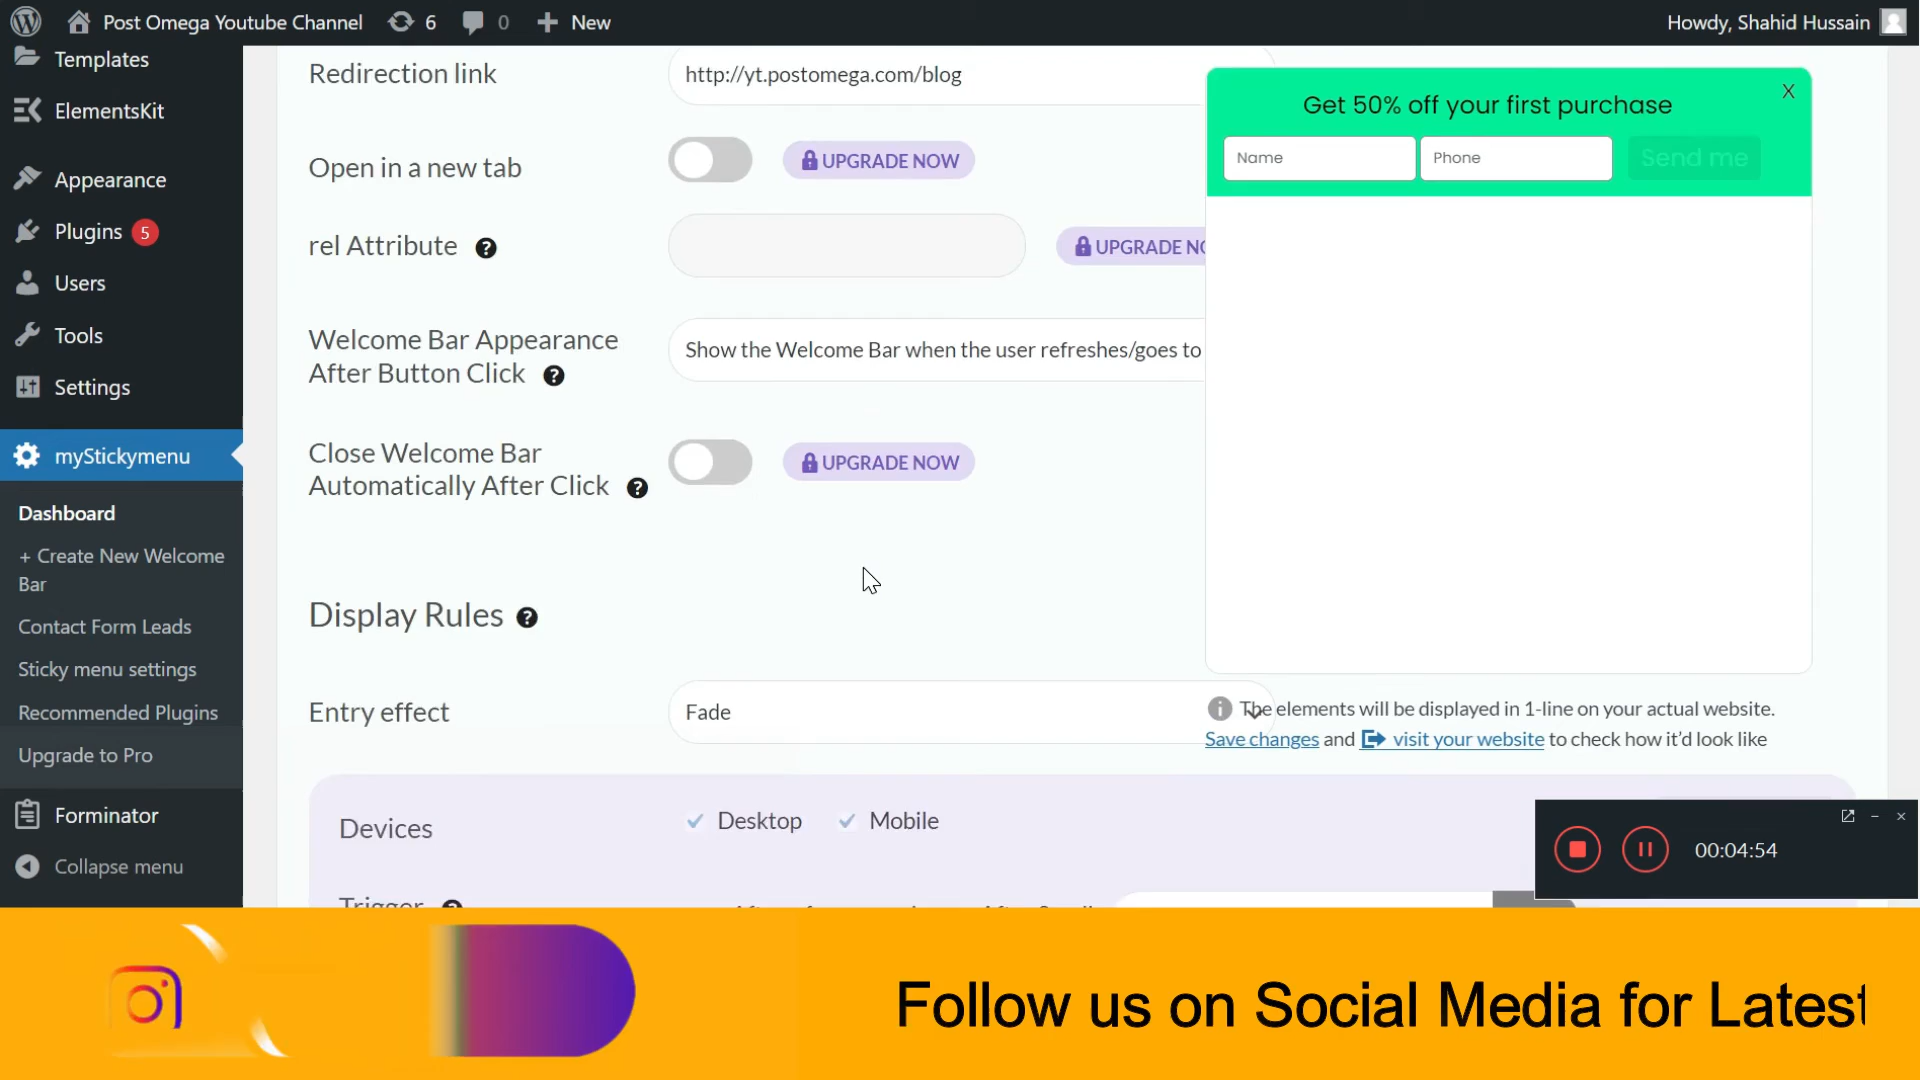 Post Omega Youtube Channel 6 0 New Howdy, Shahid Hussain
Templates
ElementsKit
Appearance
Plugins 5
Users
Tools
Settings
myStickymenu
Dashboard
+ Create New Welcome
Bar
Contact Form Leads
Sticky menu settings
Recommended Plugins
Upgrade to Pro
Forminator
Collapse menu
Redirection link http://yt.postomega.com/blog
Open in a new tab UPGRADE NOW
rel Attribute ? UPGRADE NO
Welcome Bar Appearance
After Button Click ?
Show the Welcome Bar when the user refreshes/goes to
Close Welcome Bar
Automatically After Click ?
UPGRADE NOW
Display Rules ?
Entry effect Fade
Devices Desktop Mobile
Trigger ?
Get 50% off your first purchase X
Name Phone Send me
The elements will be displayed in 1-line on your actual website.
Save changes and visit your website to check how it'd look like
00:04:54
Follow us on Social Media for Latest